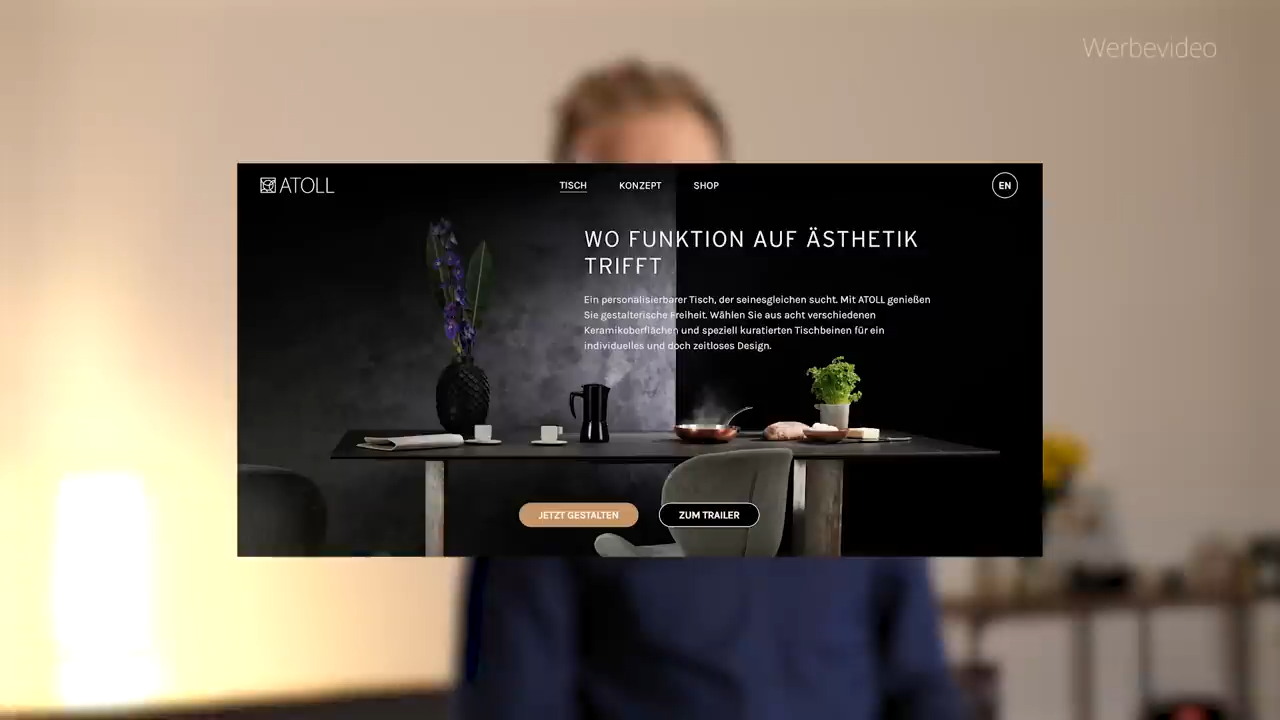 Werbevideo
ATOLL
TISCH KONZEPT SHOP
EN
WO FUNKTION AUF ÄSTHETIK
TRIFFT
Ein personalisierbarer Tisch, der seinesgleichen sucht. Mit ATOLL genießen
Sie gestalterische Freiheit. Wählen Sie aus acht verschiedenen
Keramikoberflächen und speziell kuratierten Tischbeinen für ein
individuelles und doch zeitloses Design.
JETZT GESTALTEN ZUM TRAILER